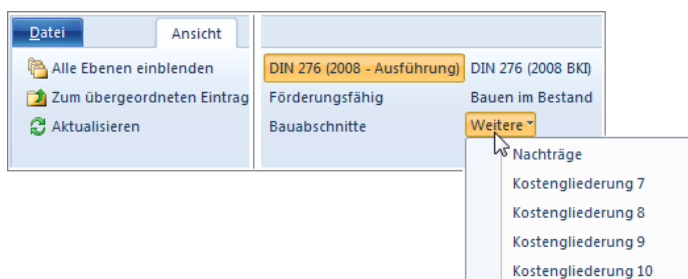 Datei Ansicht
Alle Ebenen einblenden DIN 276 (2008 - Ausführung) DIN 276 (2008 BKI)
Zum übergeordneten Eintrag Förderungsfähig Bauen im Bestand
Aktualisieren Bauabschnitte Weitere
Nachträge
Kostengliederung 7
Kostengliederung 8
Kostengliederung 9
Kostengliederung 10